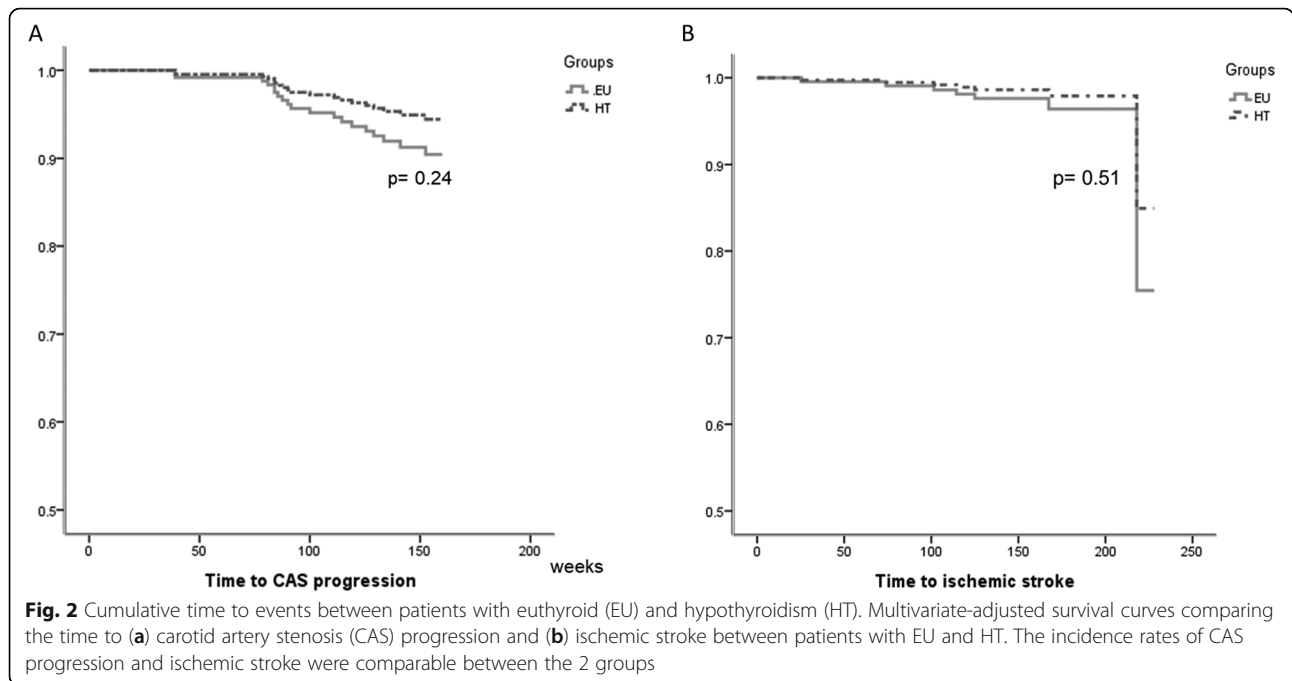 A
Groups
.EU
HT
1.0
0.9
0.8
0.7
0.6
0.5
p= 0.24
0 50 100 150 200
weeks
Time to CAS progression
B
Groups
EU
HT
1.0
0.9
0.8
0.7
0.6
0.5
p= 0.51
0 50 100 150 200 250
Time to ischemic stroke
Fig. 2 Cumulative time to events between patients with euthyroid (EU) and hypothyroidism (HT). Multivariate-adjusted survival curves comparing
the time to (a) carotid artery stenosis (CAS) progression and (b) ischemic stroke between patients with EU and HT. The incidence rates of CAS
progression and ischemic stroke were comparable between the 2 groups